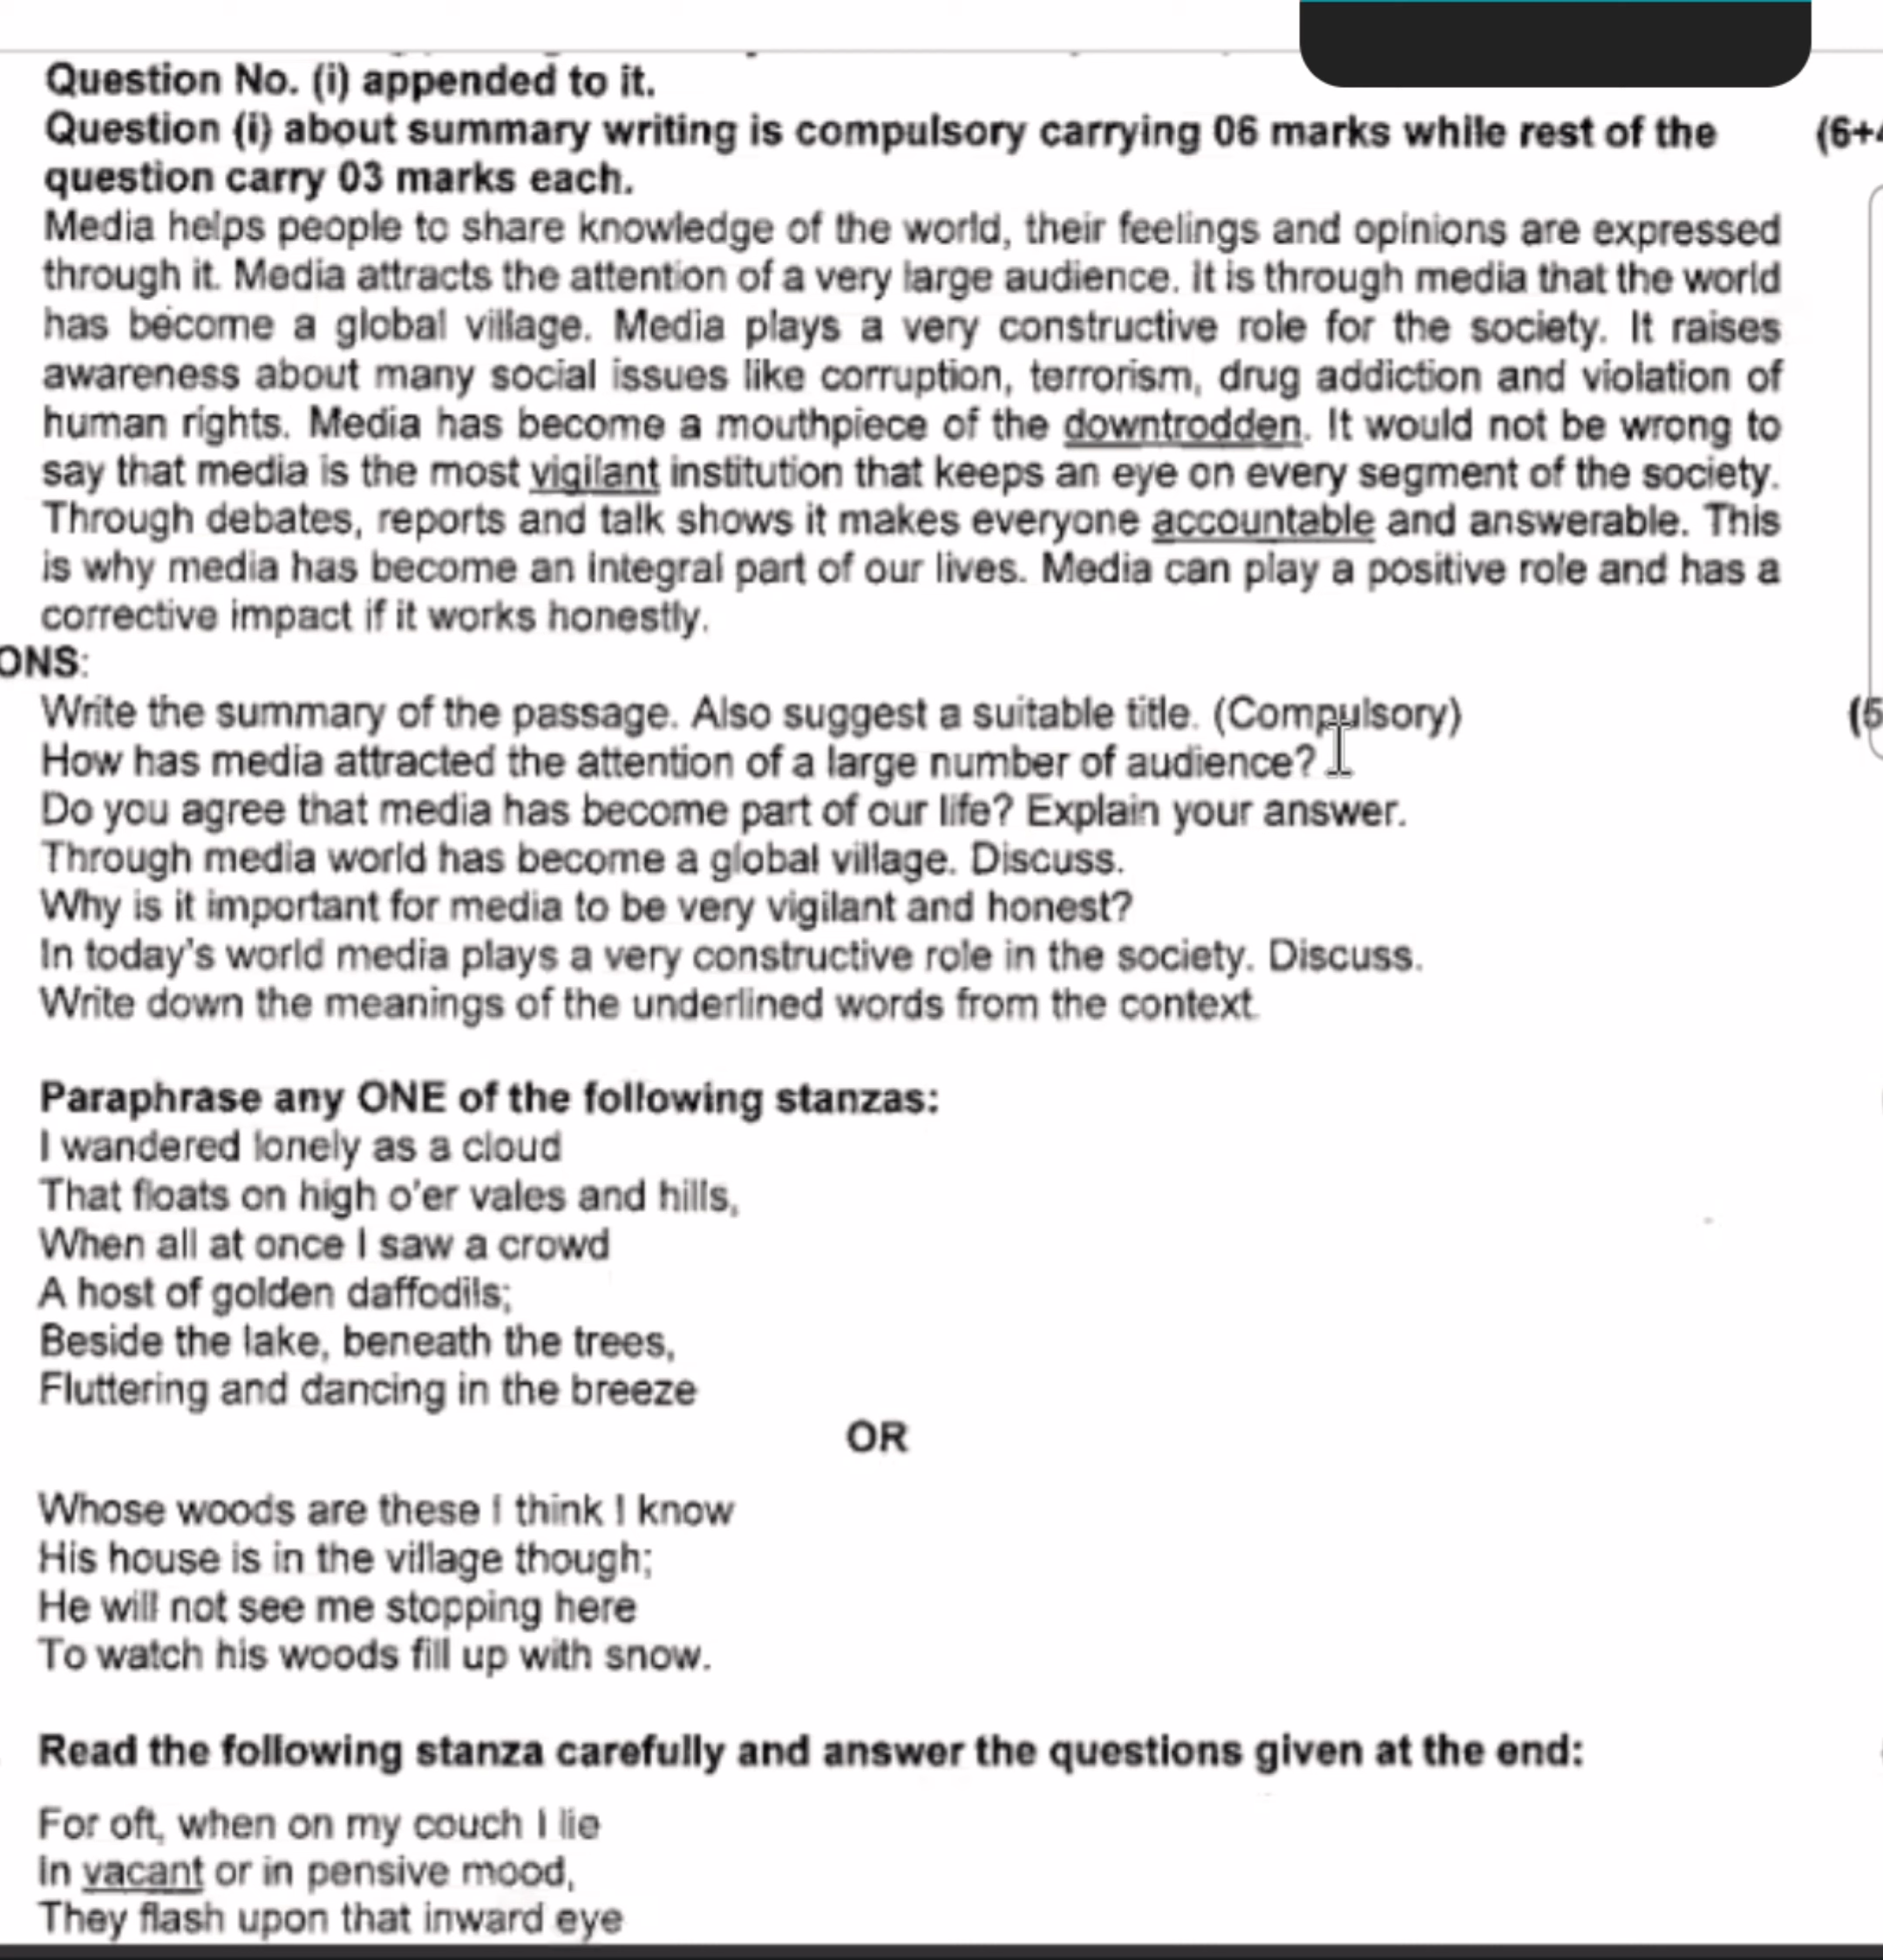 Question No. (i) appended to it.
Question (i) about summary writing is compulsory carrying 06 marks while rest of the (6+4
question carry 03 marks each.
Media helps people to share knowledge of the world, their feelings and opinions are expressed
through it. Media attracts the attention of a very large audience. It is through media that the world
has become a global village. Media plays a very constructive role for the society. It raises
awareness about many social issues like corruption, terrorism, drug addiction and violation of
human rights. Media has become a mouthpiece of the downtrodden. It would not be wrong to
say that media is the most vigilant institution that keeps an eye on every segment of the society.
Through debates, reports and talk shows it makes everyone accountable and answerable. This
is why media has become an integral part of our lives. Media can play a positive role and has a
corrective impact if it works honestly.
ONS:
Write the summary of the passage. Also suggest a suitable title. (Compulsory) (5
How has media attracted the attention of a large number of audience?
Do you agree that media has become part of our life? Explain your answer.
Through media world has become a global village. Discuss.
Why is it important for media to be very vigilant and honest?
In today's world media plays a very constructive role in the society. Discuss.
Write down the meanings of the underlined words from the context.
Paraphrase any ONE of the following stanzas:
I wandered lonely as a cloud
That floats on high o'er vales and hills,
When all at once I saw a crowd
A host of golden daffodils;
Beside the lake, beneath the trees,
Fluttering and dancing in the breeze
OR
Whose woods are these I think I know
His house is in the village though;
He will not see me stopping here
To watch his woods fill up with snow.
Read the following stanza carefully and answer the questions given at the end:
For oft, when on my couch I lie
In vacant or in pensive mood,
They flash upon that inward eye